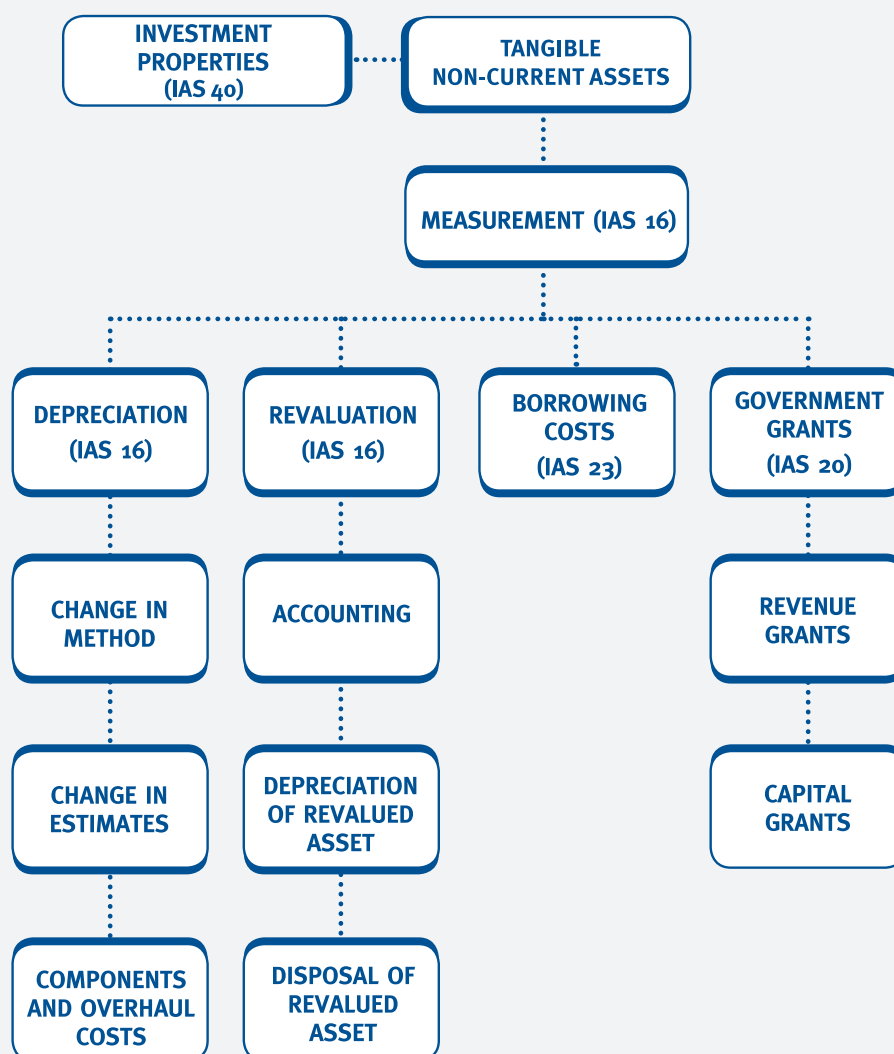 INVESTMENT
PROPERTIES
(IAS 40)
TANGIBLE
NON-CURRENT ASSETS
MEASUREMENT (IAS 16)
DEPRECIATION
(IAS 16)
REVALUATION
(IAS 16)
BORROWING
COSTS
(IAS 23)
GOVERNMENT
GRANTS
(IAS 20)
CHANGE IN
METHOD
ACCOUNTING
REVENUE
GRANTS
CHANGE IN
ESTIMATES
DEPRECIATION
OF REVALUED
ASSET
CAPITAL
GRANTS
COMPONENTS
AND OVERHAUL
COSTS
DISPOSAL OF
REVALUED
ASSET